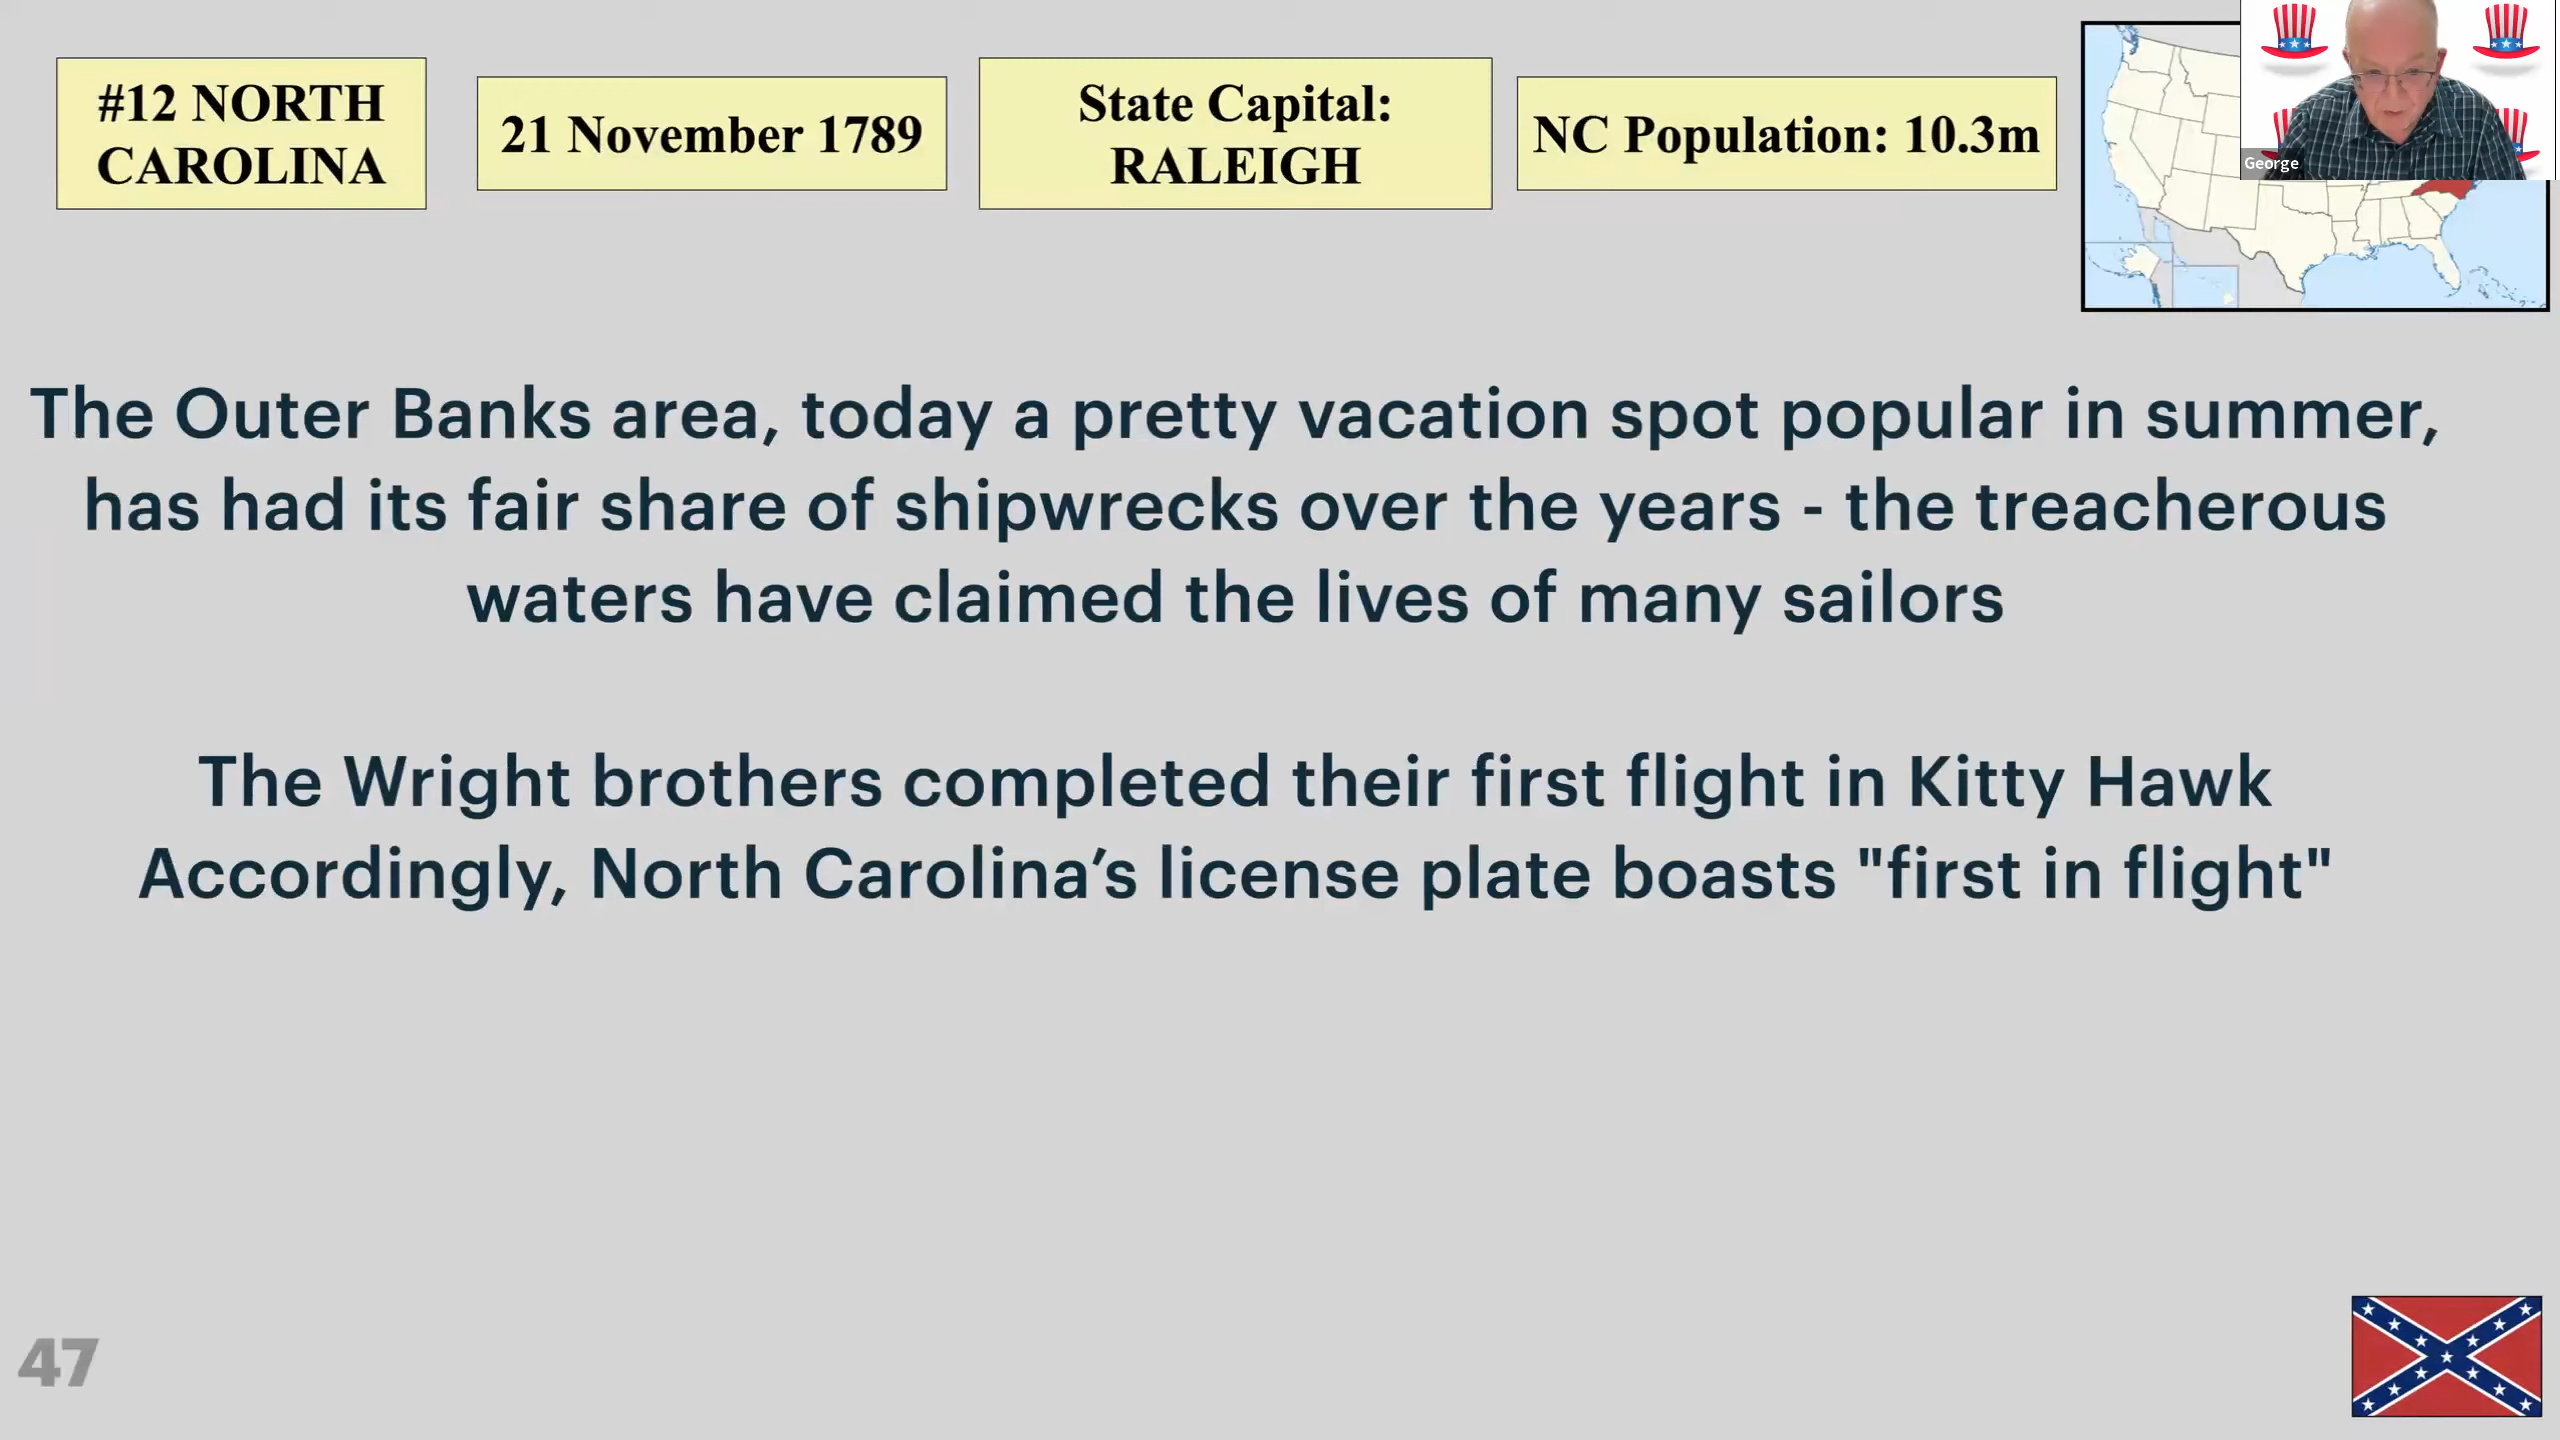 #12 NORTH
CAROLINA
21 November 1789
State Capital:
RALEIGH
NC Population: 10.3m
George
The Outer Banks area, today a pretty vacation spot popular in summer,
has had its fair share of shipwrecks over the years - the treacherous
waters have claimed the lives of many sailors
The Wright brothers completed their first flight in Kitty Hawk
Accordingly, North Carolina’s license plate boasts "first in flight"
47